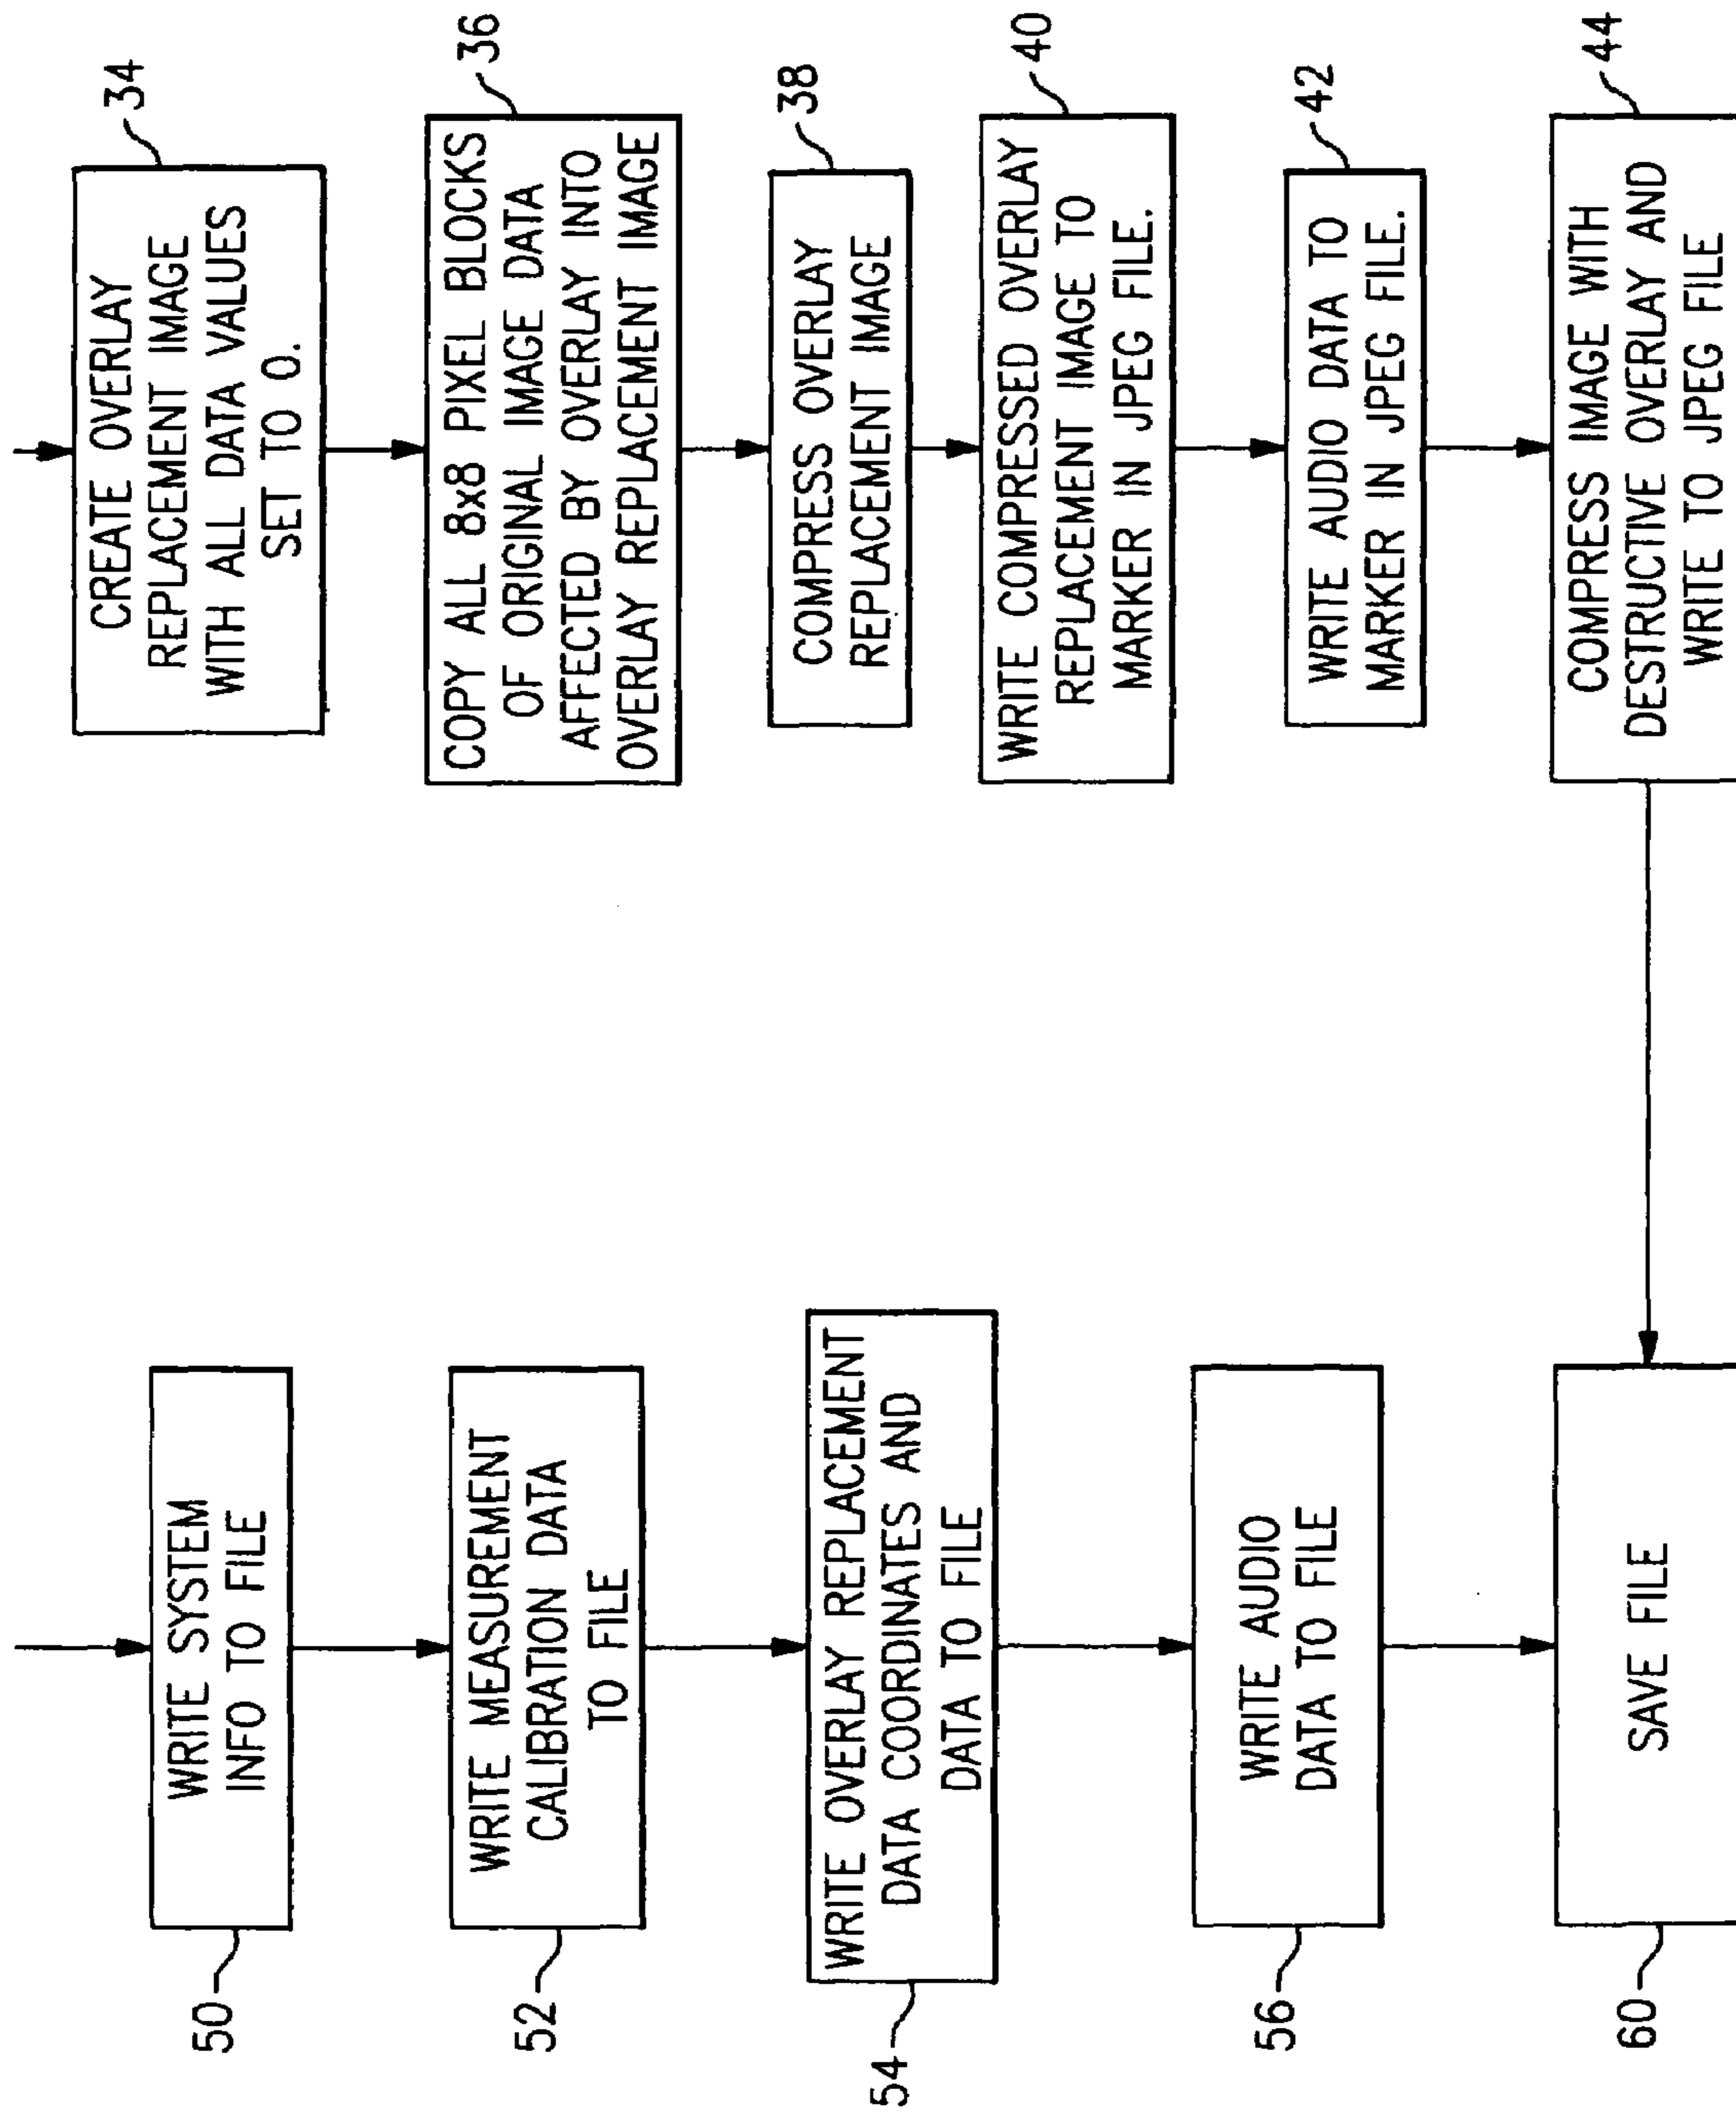 WRITE SYSTEM
INFO TO FILE
50
WRITE MEASUREMENT
CALIBRATION DATA
TO FILE
52
WRITE OVERLAY REPLACEMENT
DATA COORDINATES AND
DATA TO FILE
54
WRITE AUDIO
DATA TO FILE
56
SAVE FILE
60
CREATE OVERLAY
REPLACEMENT IMAGE
WITH ALL DATA VALUES
SET TO 0.
34
COPY ALL 8x8 PIXEL BLOCKS
OF ORIGINAL IMAGE DATA
AFFECTED BY OVERLAY INTO
OVERLAY REPLACEMENT IMAGE
36
COMPRESS OVERLAY
REPLACEMENT IMAGE
38
WRITE COMPRESSED OVERLAY
REPLACEMENT IMAGE TO
MARKER IN JPEG FILE.
40
WRITE AUDIO DATA TO
MARKER IN JPEG FILE.
42
COMPRESS IMAGE WITH
DESTRUCTIVE OVERLAY AND
WRITE TO JPEG FILE
44